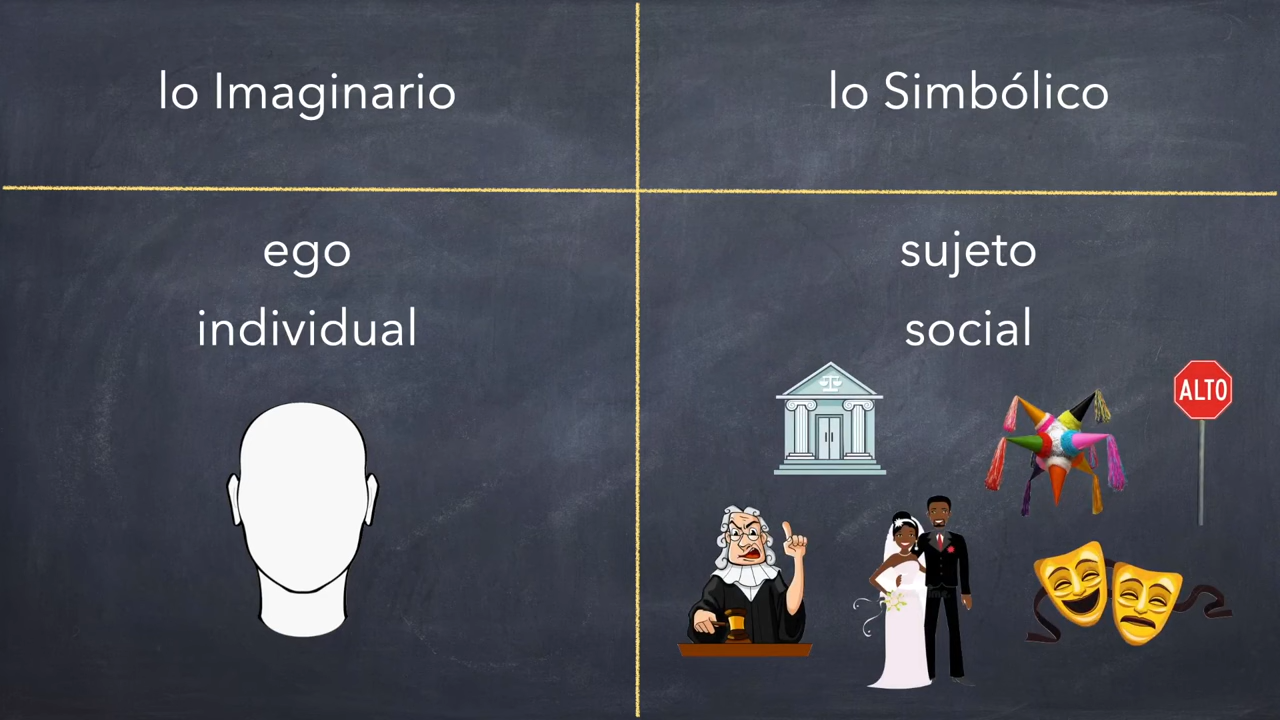 lo Imaginario
lo Simbólico
ego
individual
sujeto
social
ALTO